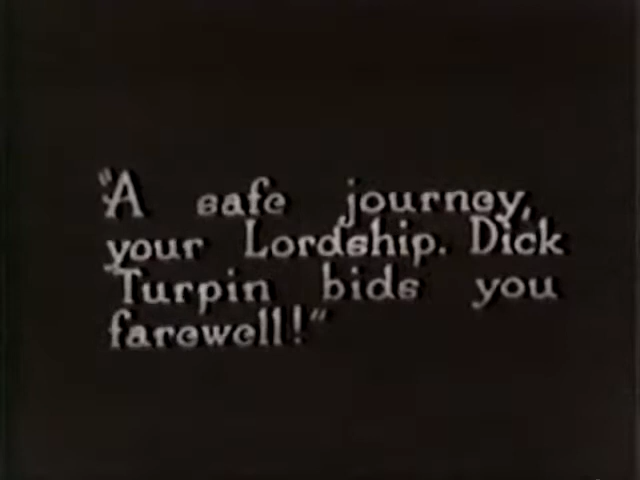 "A safe journey,
your Lordship. Dick
Turpin bids you
farewell!"